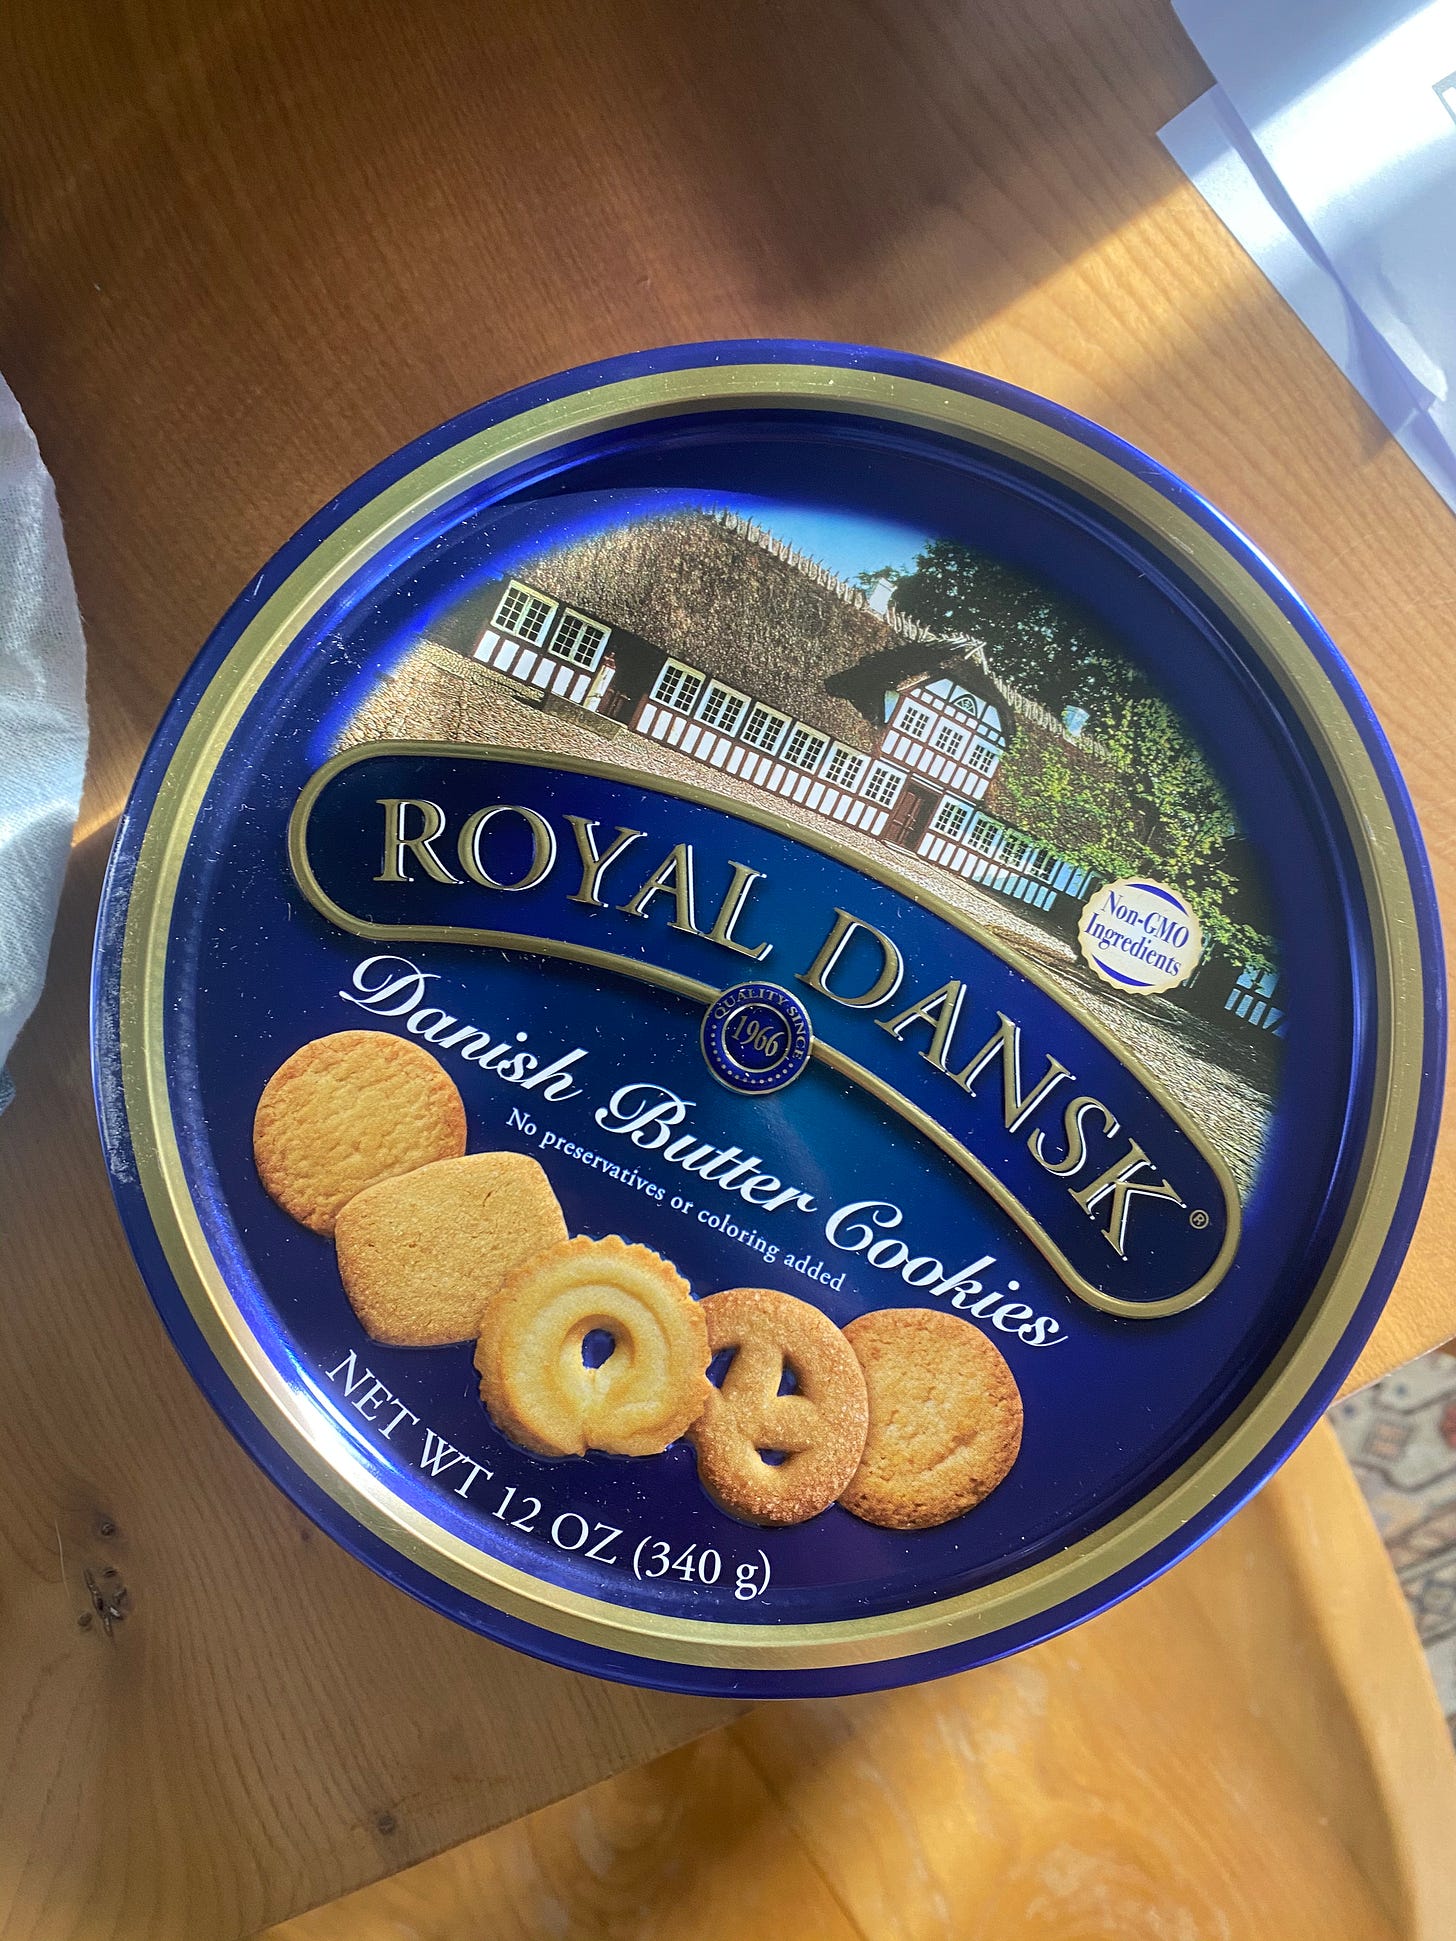 ROYAL DANSK®
Non-GMO
Ingredients
QUALITY SINCE
1966
Danish Butter Cookies
No preservatives or coloring added
NET WT 12 OZ (340 g)